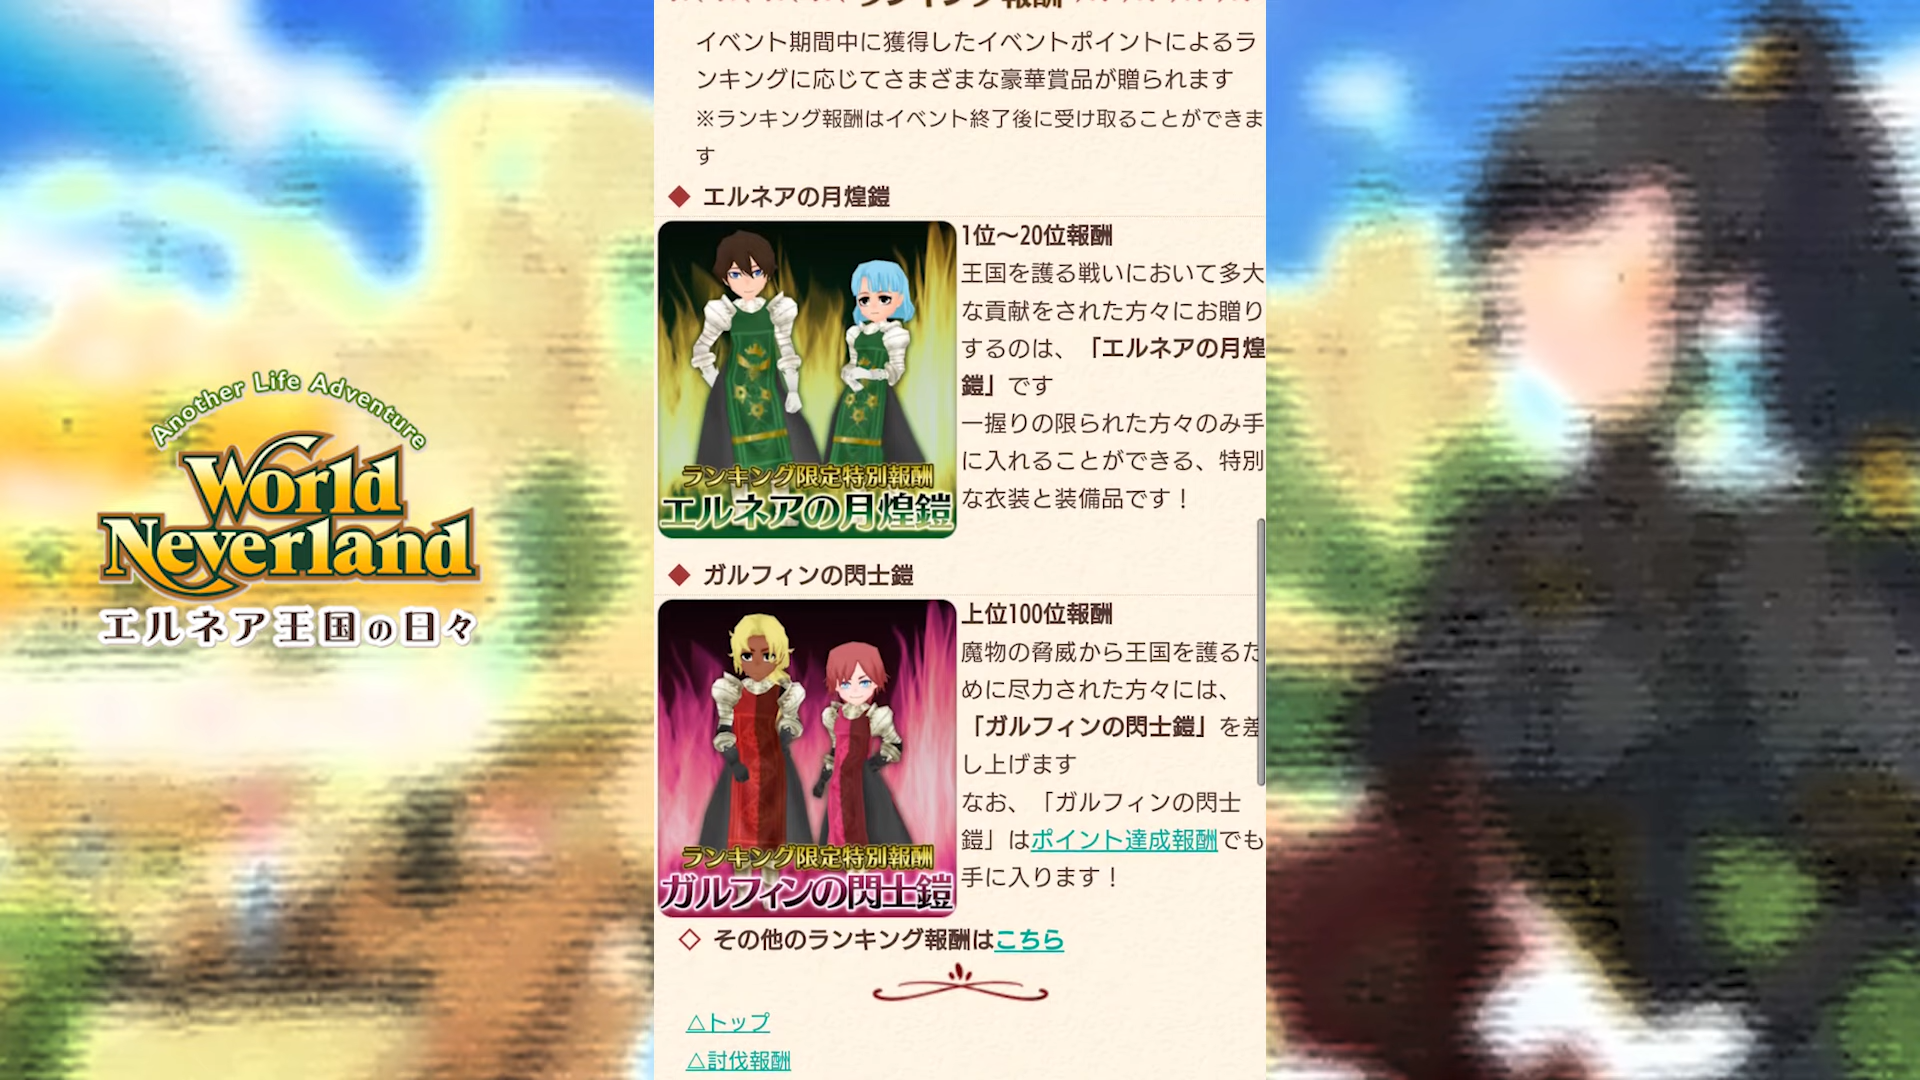 Another Life Adventure
World
Neverland
エルネア王国の日々
ランキング報酬
イベント期間中に獲得したイベントポイントによるラ
ンキングに応じてさまざまな豪華賞品が贈られます
※ランキング報酬はイベント終了後に受け取ることができま
す
エルネアの月煌鎧
ランキング限定特別報酬
エルネアの月煌鎧
1位～20位報酬
王国を護る戦いにおいて多大
な貢献をされた方々にお贈り
するのは、「エルネアの月煌
鎧」です
一握りの限られた方々のみ手
に入れることができる、特別
な衣装と装備品です！
ガルフィンの閃士鎧
ランキング限定特別報酬
ガルフィンの閃士鎧
上位100位報酬
魔物の脅威から王国を護るた
めに尽力された方々には、
「ガルフィンの閃士鎧」を差
し上げます
なお、「ガルフィンの閃士
鎧」はポイント達成報酬でも
手に入ります！
◇ その他のランキング報酬はこちら
△トップ
△討伐報酬